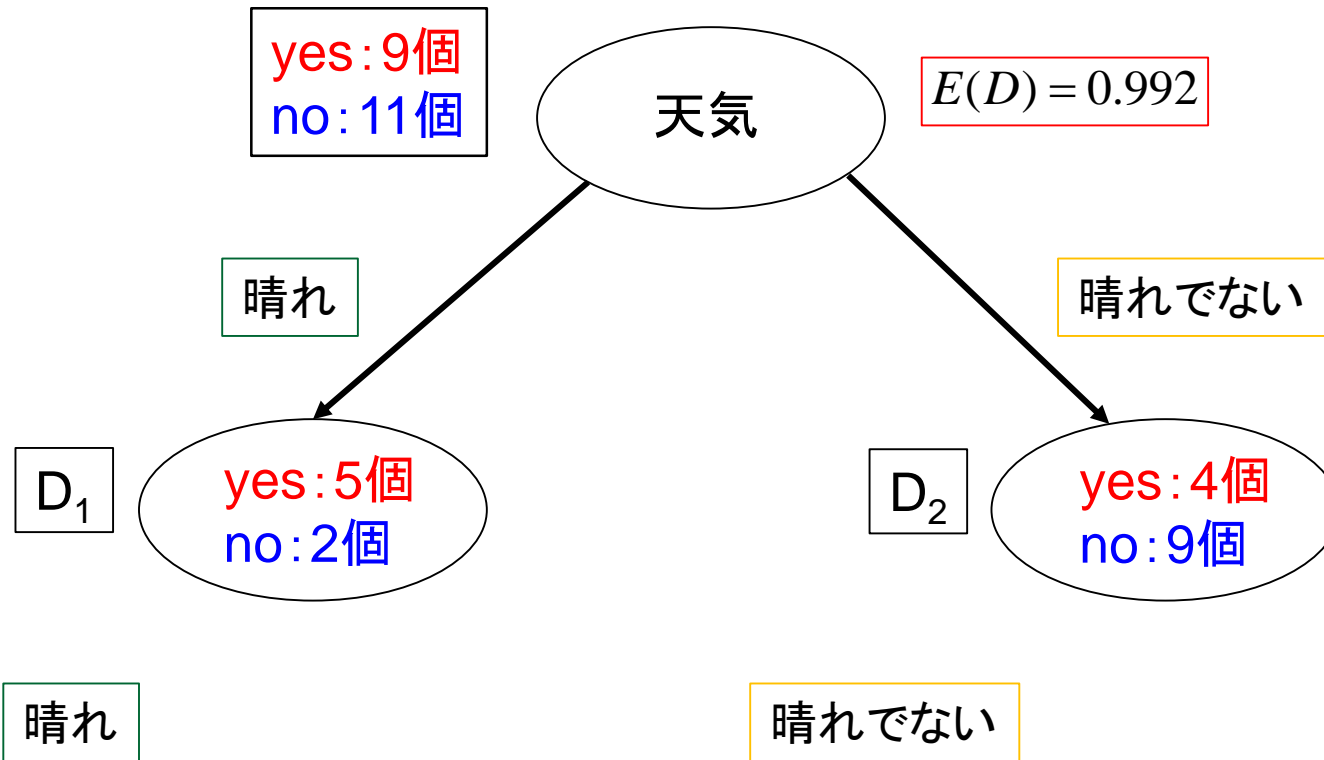 yes:9個
no:11個
天気
E(D) = 0.992
晴れ
晴れでない
D₁
yes:5個
no:2個
D₂
yes:4個
no:9個
晴れ
晴れでない